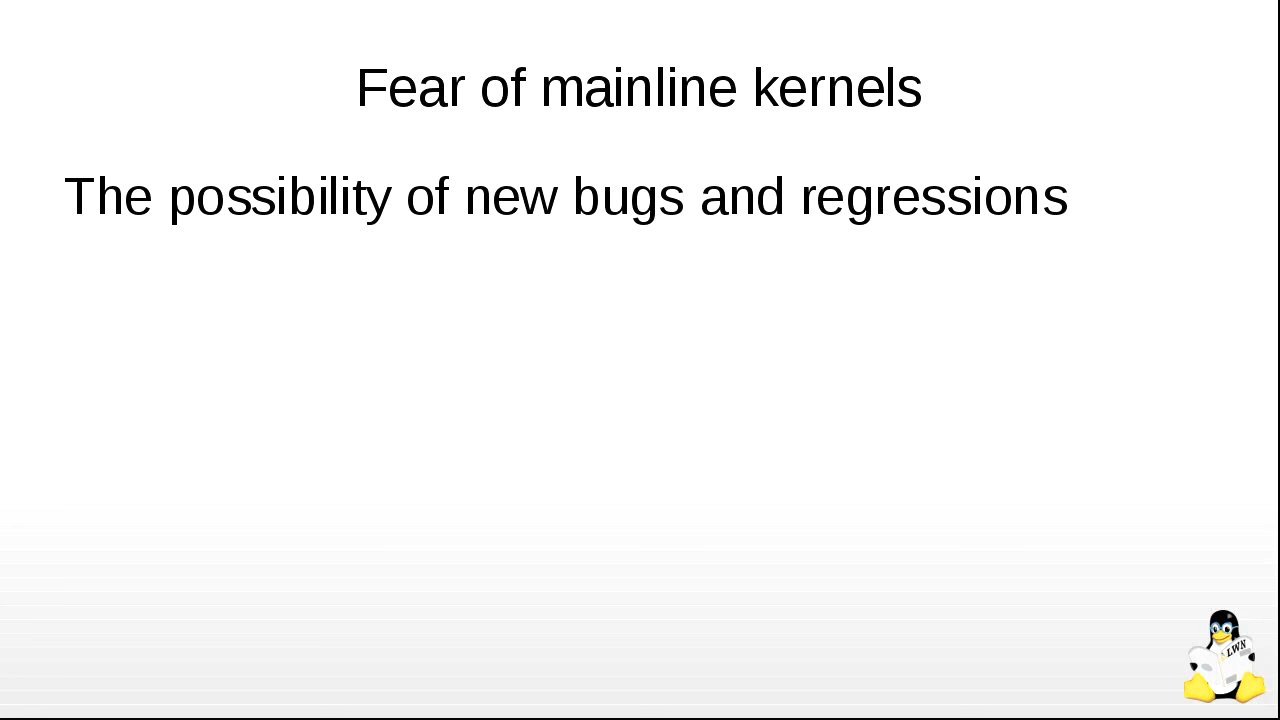 Fear of mainline kernels
The possibility of new bugs and regressions
LWN